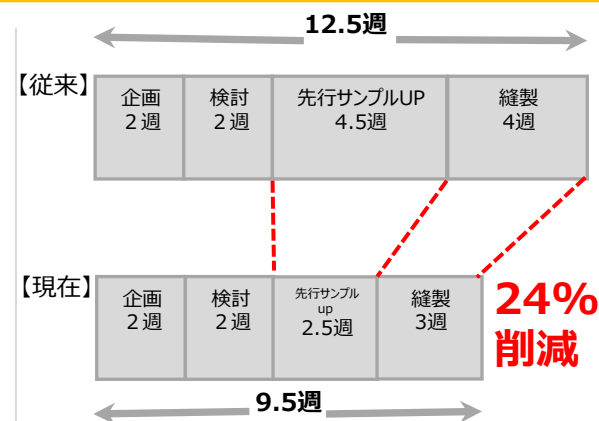 12.5週
【従来】
企画
２週
検討
２週
先行サンプルUP
4.5週
縫製
4週
【現在】
企画
２週
検討
２週
先行サンプル
up
2.5週
縫製
3週
24%
削減
9.5週